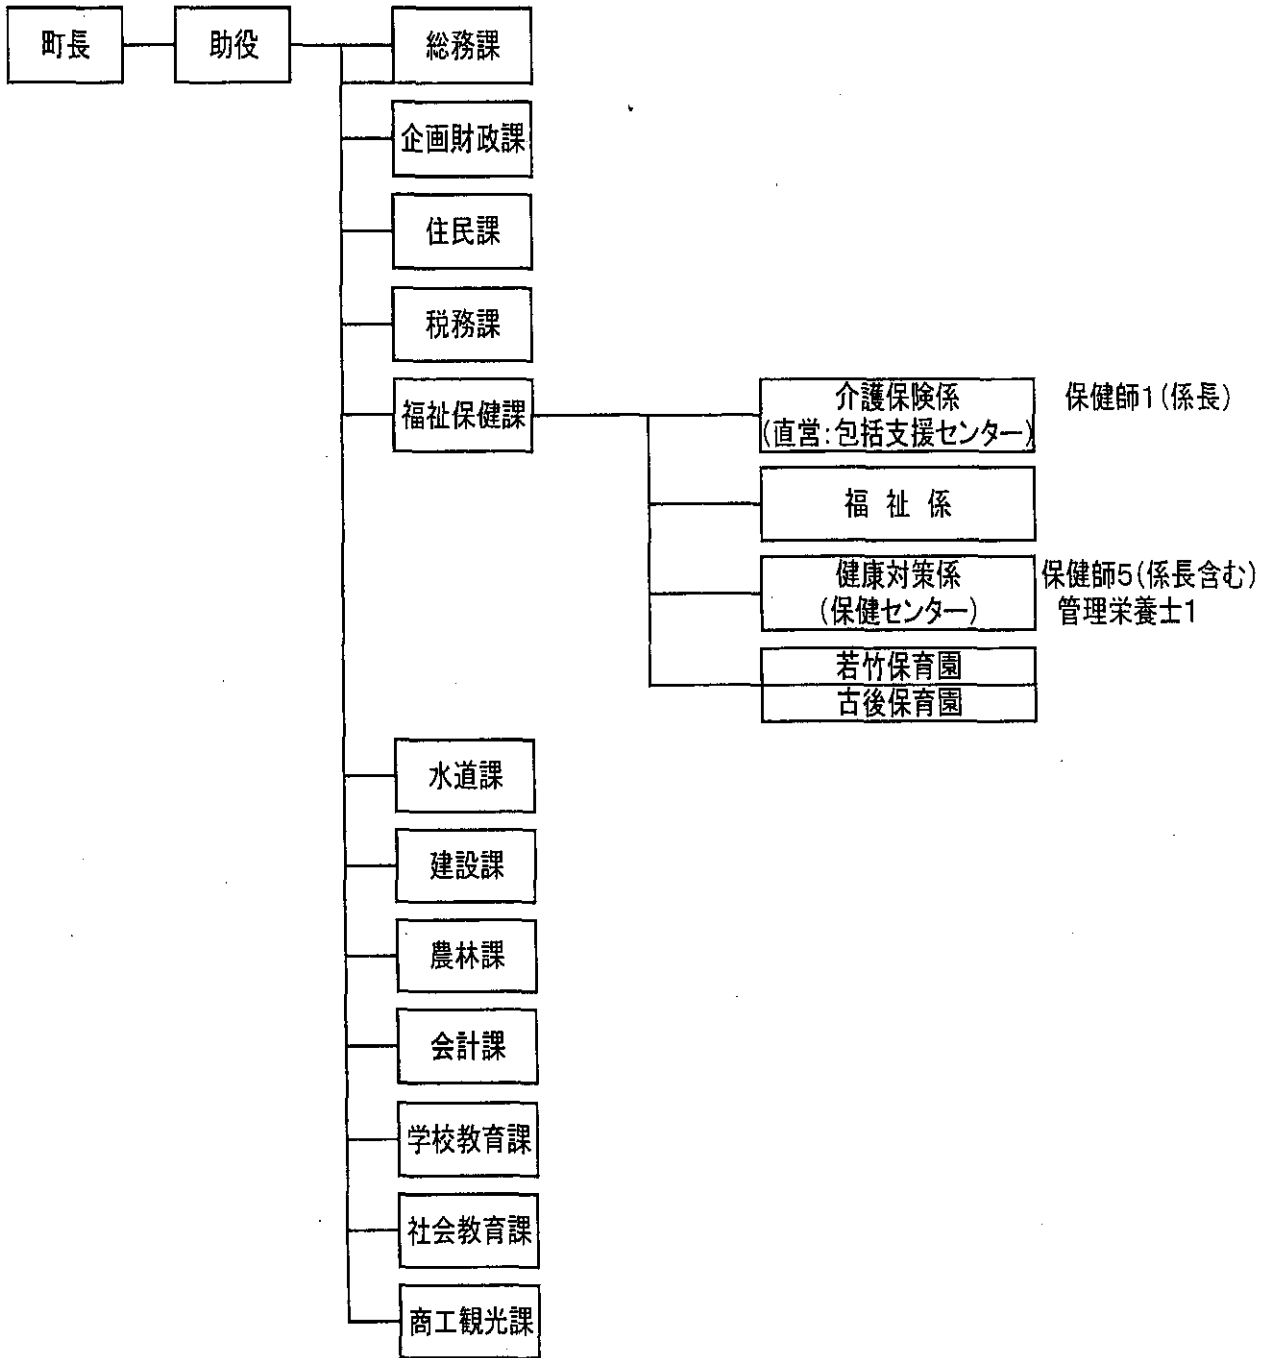 町長
助役
総務課
企画財政課
住民課
税務課
福祉保健課
介護保険係
(直営:包括支援センター)
保健師1(係長)
福祉係
健康対策係
(保健センター)
保健師5(係長含む)
管理栄養士1
若竹保育園
古後保育園
水道課
建設課
農林課
会計課
学校教育課
社会教育課
商工観光課